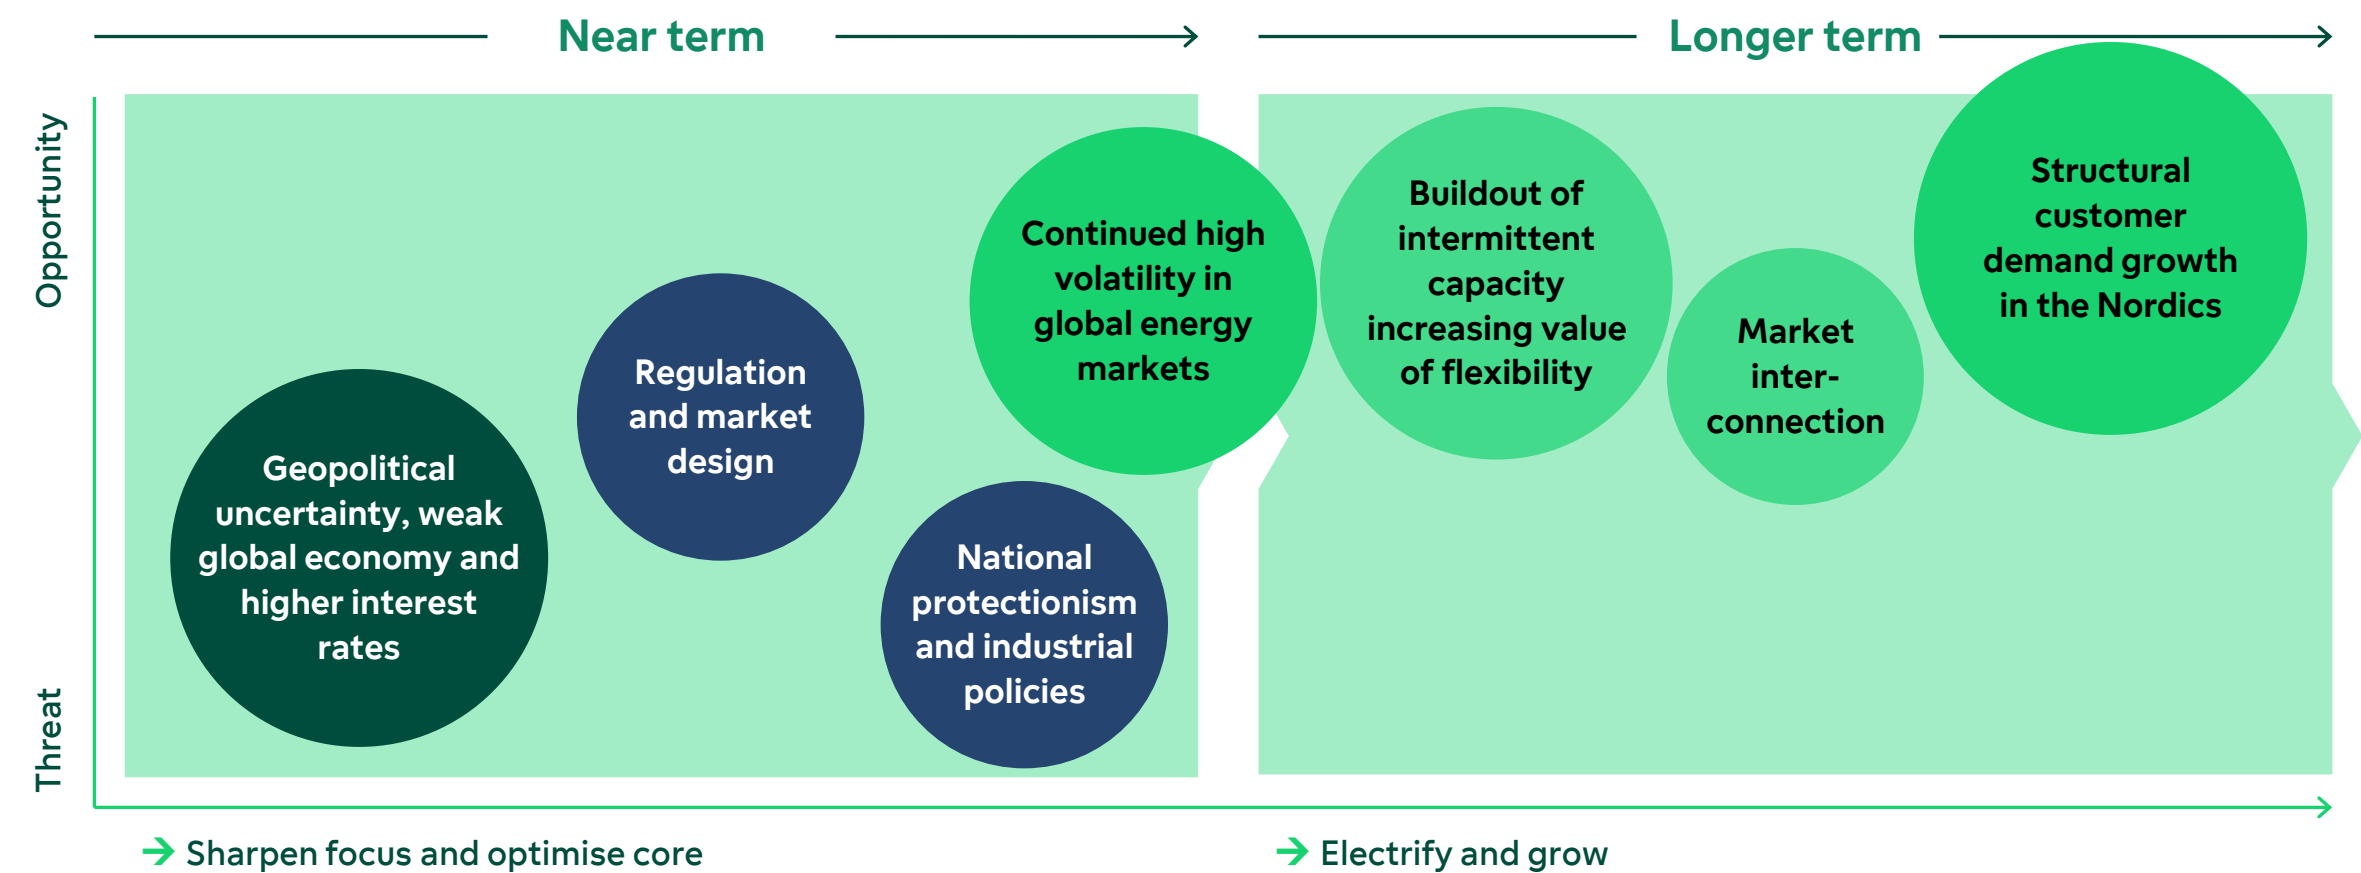 Near term
Longer term
Opportunity
Threat
Geopolitical
uncertainty, weak
global economy and
higher interest
rates
Regulation
and market
design
National
protectionism
and industrial
policies
Continued high
volatility in
global energy
markets
Buildout of
intermittent
capacity
increasing value
of flexibility
Market
inter-
connection
Structural
customer
demand growth
in the Nordics
Sharpen focus and optimise core
Electrify and grow